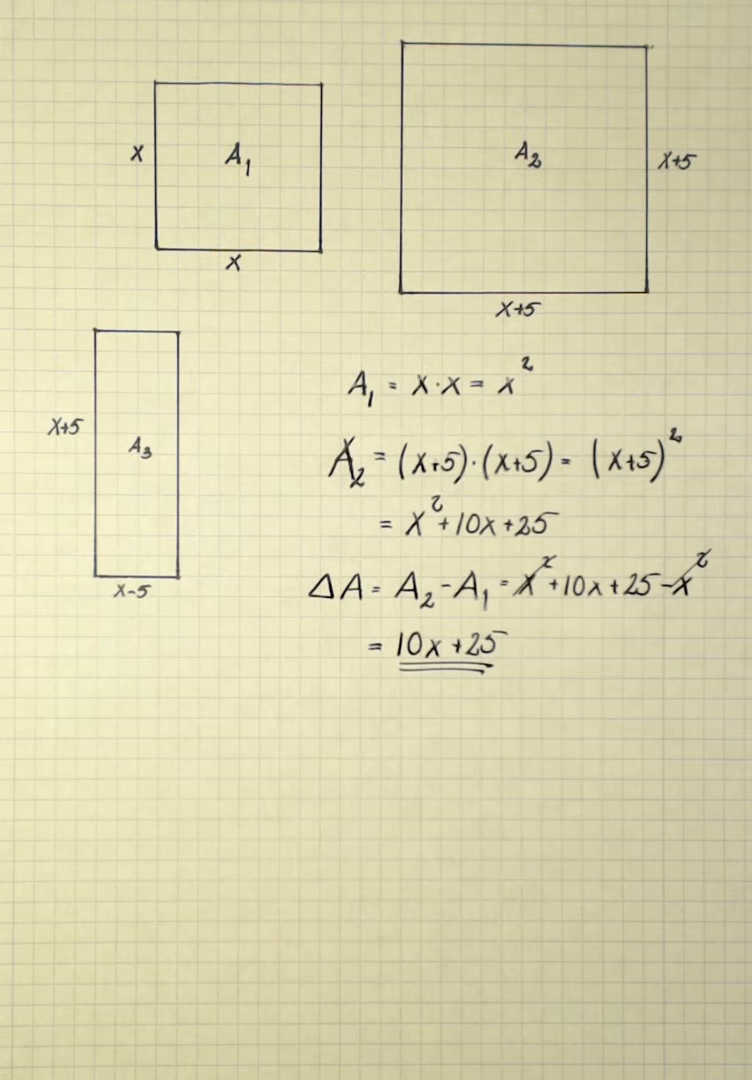 x
A₁
x
A₂
x+5
x+5
x+5
A₃
x-5
A₁ = x·x = x²
A₂ = (x+5)·(x+5) = (x+5)²
= x²+10x+25
ΔA = A₂-A₁ = x²+10x+25-x²
= 10x+25